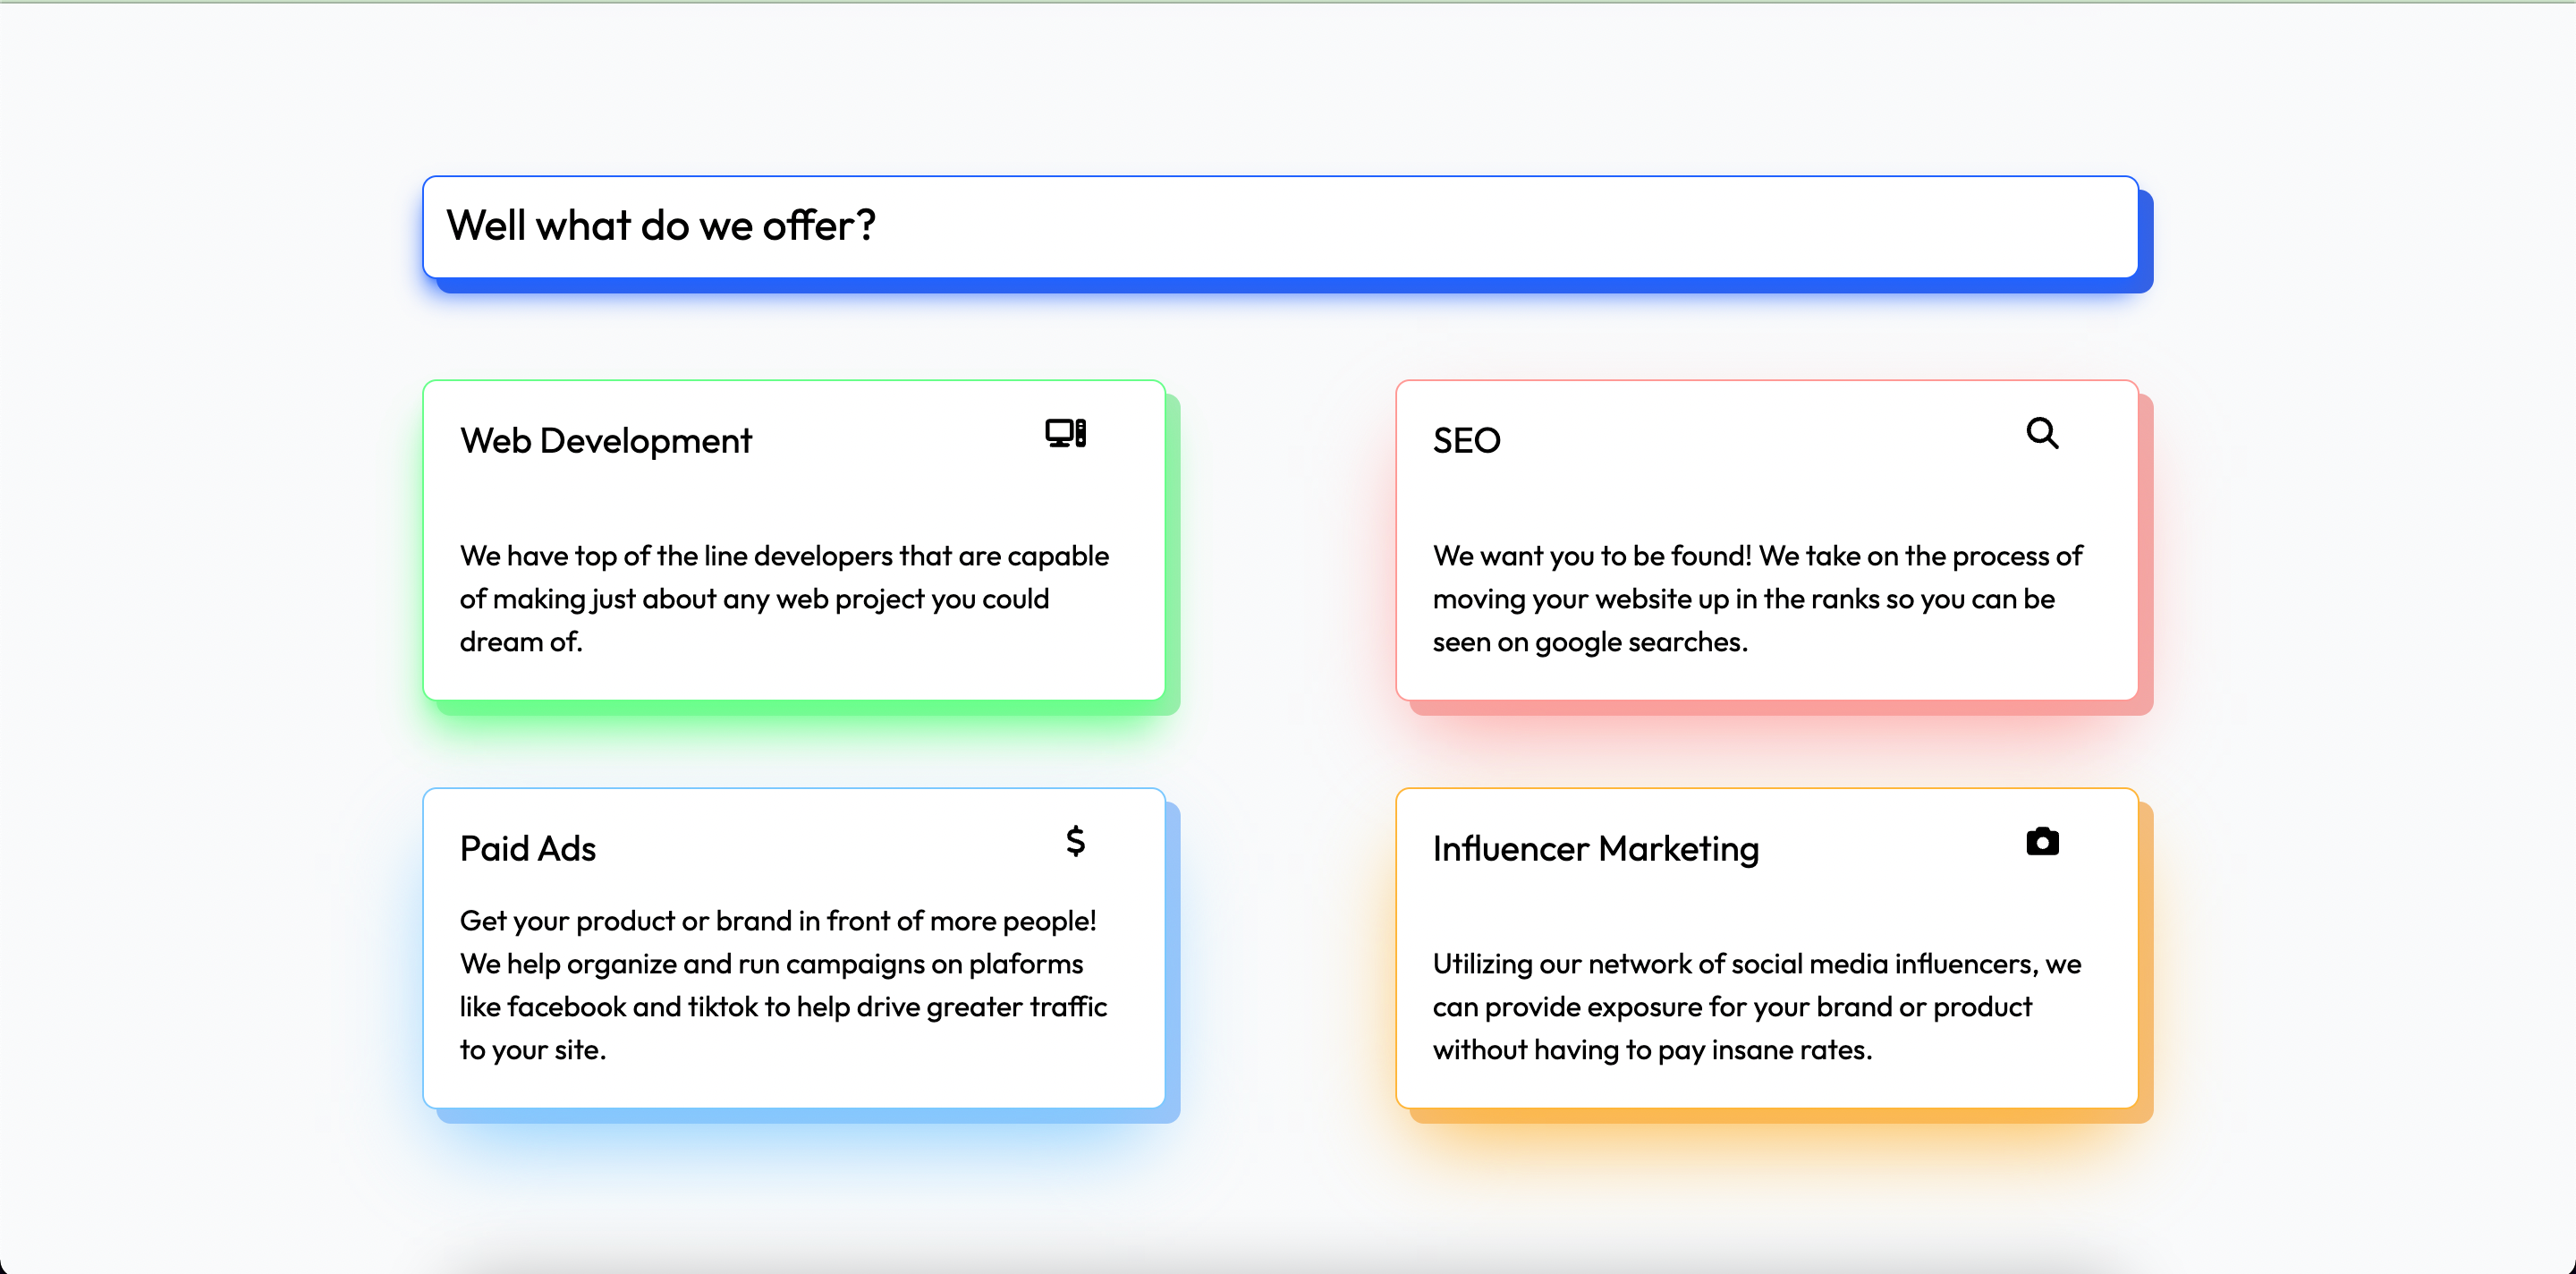 Well what do we offer?
Web Development
We have top of the line developers that are capable
of making just about any web project you could
dream of.
SEO
We want you to be found! We take on the process of
moving your website up in the ranks so you can be
seen on google searches.
Paid Ads
$
Get your product or brand in front of more people!
We help organize and run campaigns on plaforms
like facebook and tiktok to help drive greater traffic
to your site.
Influencer Marketing
Utilizing our network of social media influencers, we
can provide exposure for your brand or product
without having to pay insane rates.